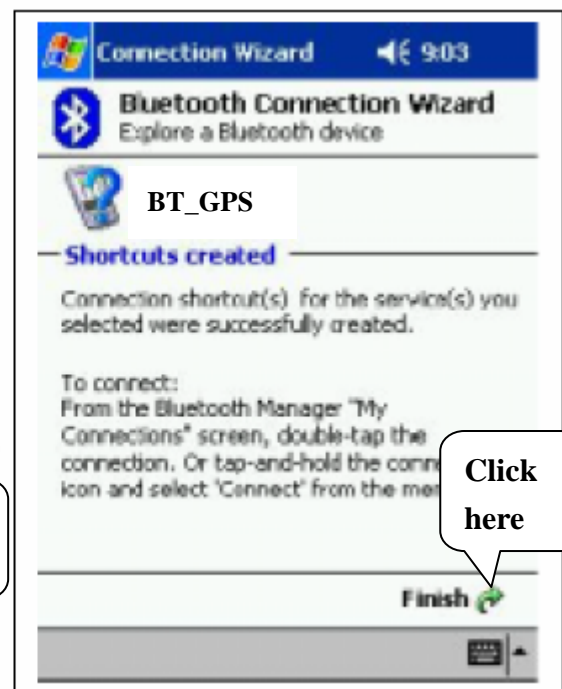 Connection Wizard 9:03
Bluetooth Connection Wizard
Explore a Bluetooth device
BT_GPS
Shortcuts created
Connection shortcut(s) for the service(s) you
selected were successfully created.
To connect:
From the Bluetooth Manager "My
Connections" screen, double-tap the
connection. Or tap-and-hold the
icon and select 'Connect' from the
Click
here
Finish